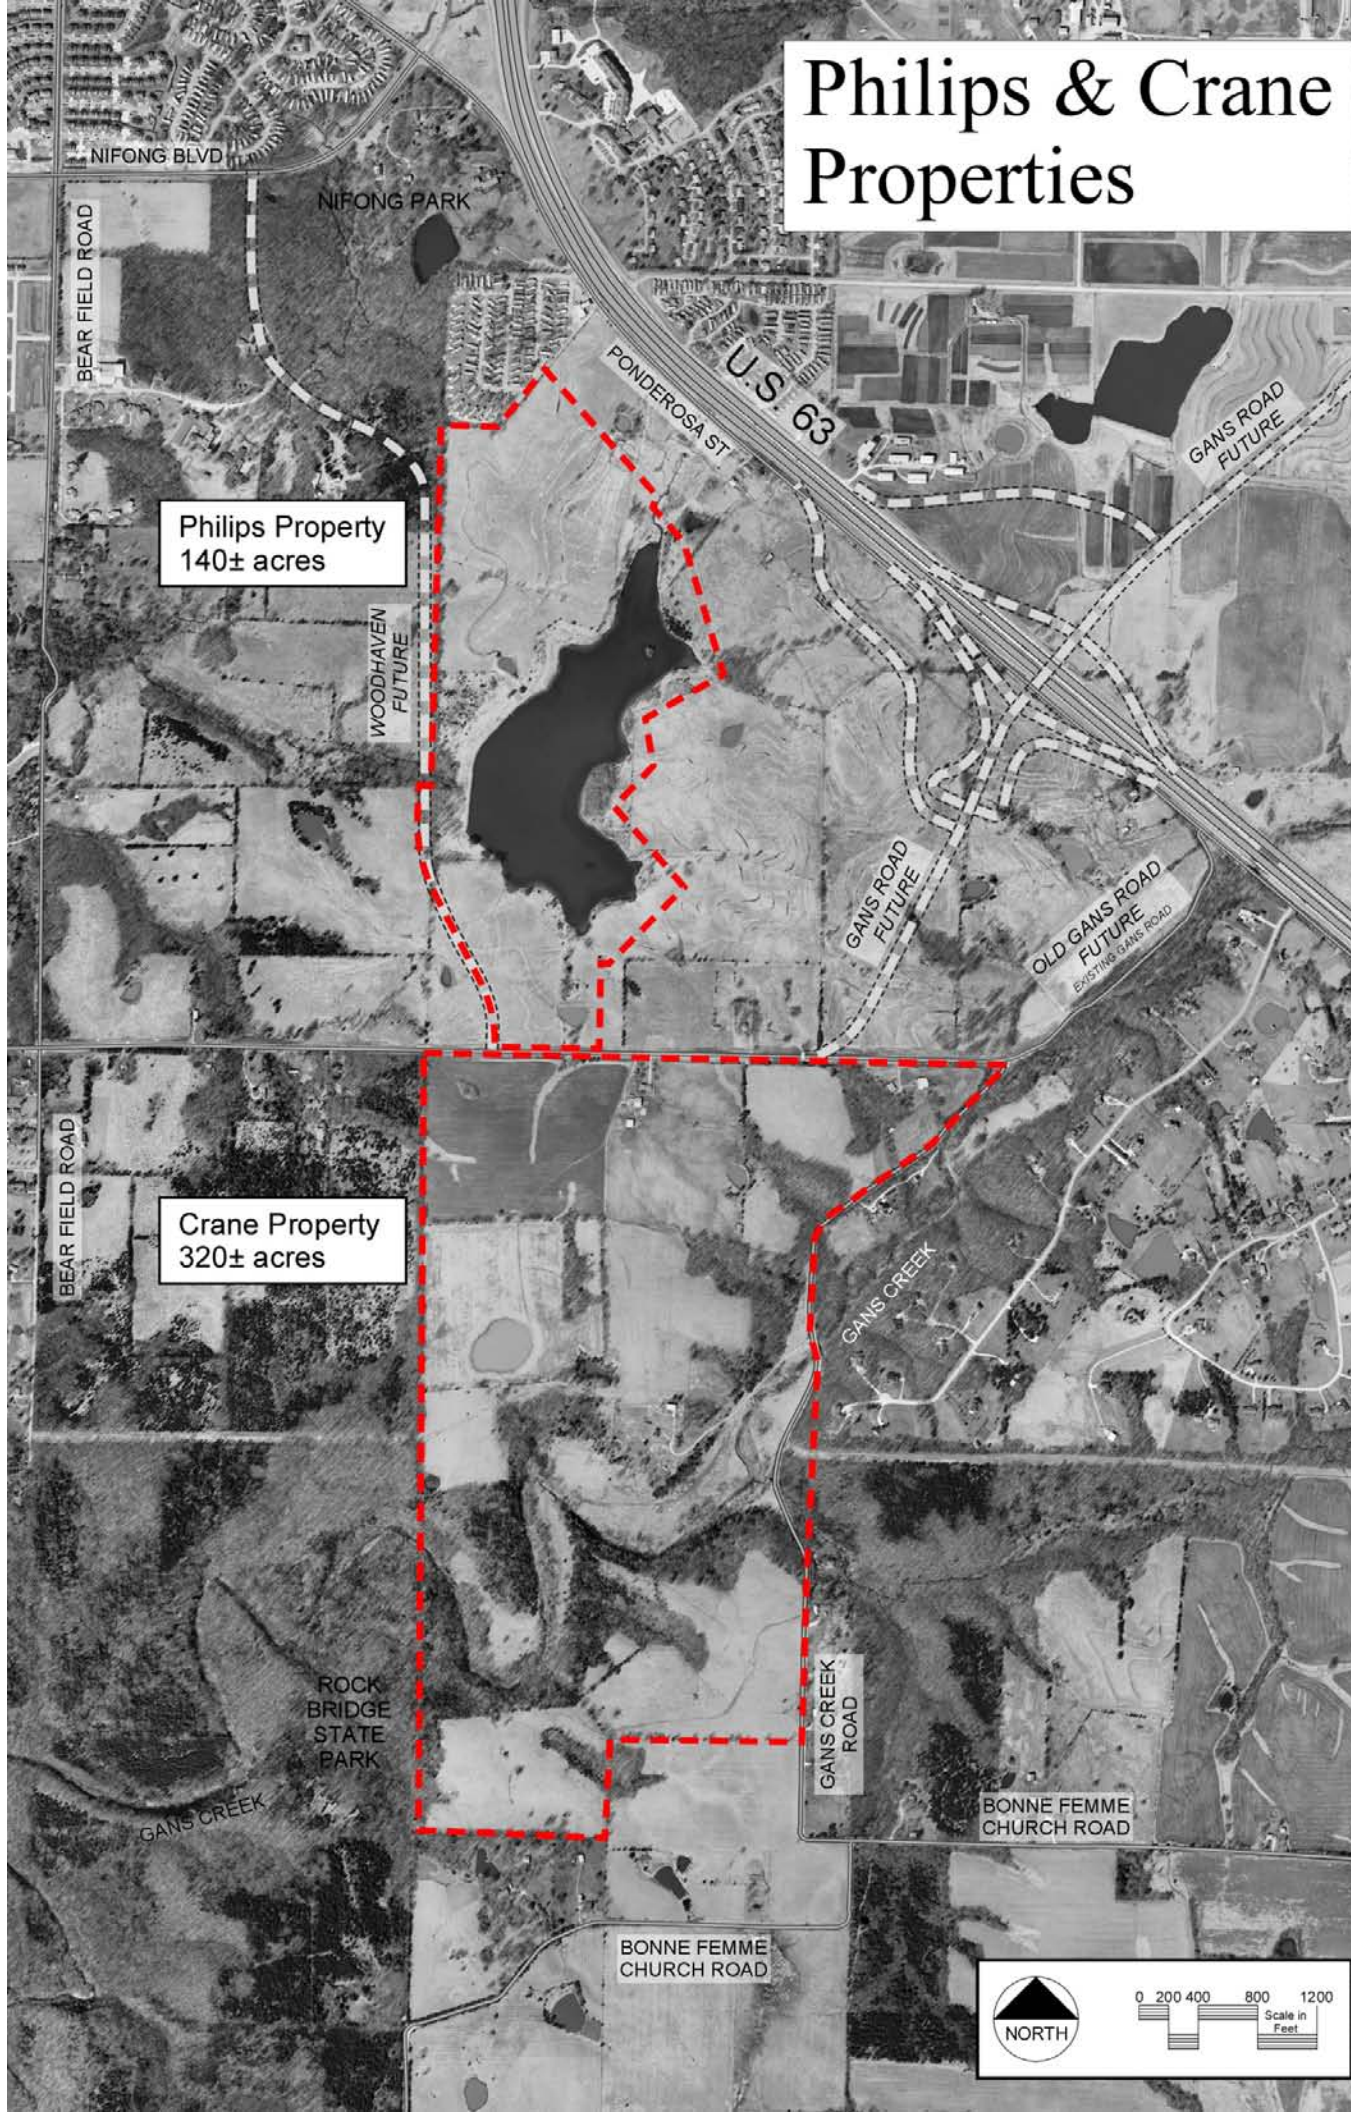 Philips & Crane
Properties
NIFONG BLVD
NIFONG PARK
BEAR FIELD ROAD
U.S. 63
PONDEROSA ST
GANS ROAD
FUTURE
Philips Property
140± acres
WOODHAVEN
FUTURE
GANS ROAD
FUTURE
OLD GANS ROAD
FUTURE
EXISTING GANS ROAD
BEAR FIELD ROAD
Crane Property
320± acres
GANS CREEK
ROCK
BRIDGE
STATE
PARK
GANS CREEK
ROAD
GANS CREEK
BONNE FEMME
CHURCH ROAD
BONNE FEMME
CHURCH ROAD
NORTH
0 200 400 800 1200
Scale in
Feet